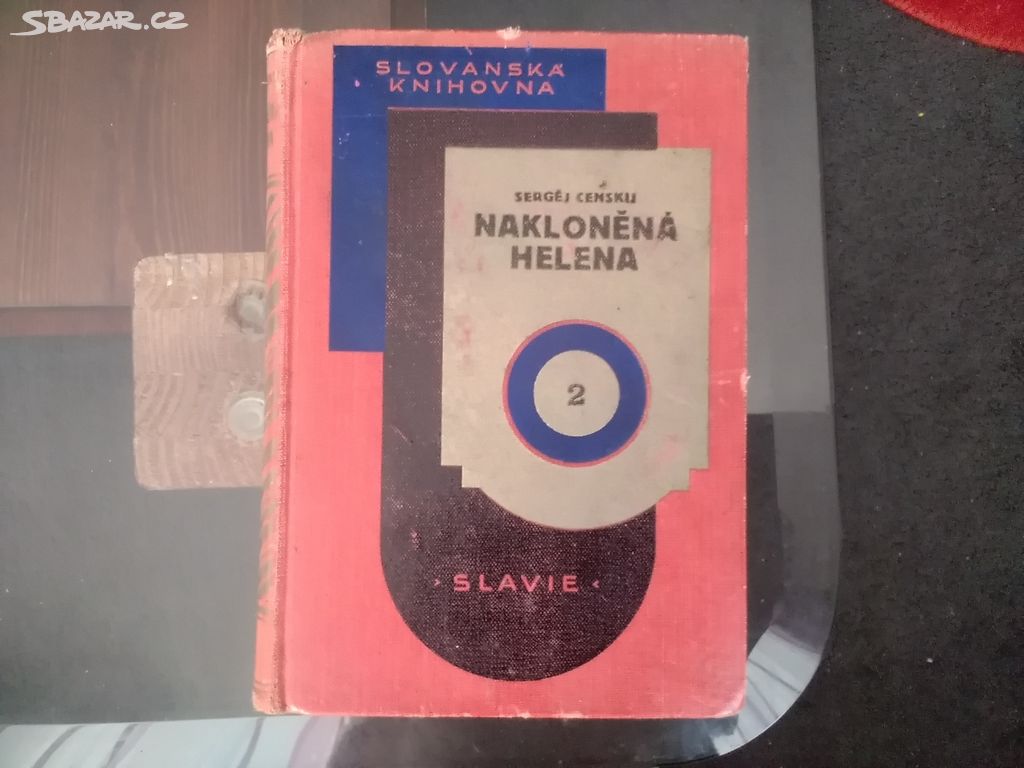 SBAZAR.CZ
SLOVANSKÁ
KNIHOVNA
SERGĚJ CENSKIJ
NAKLONĚNÁ
HELENA
2
SLAVIE